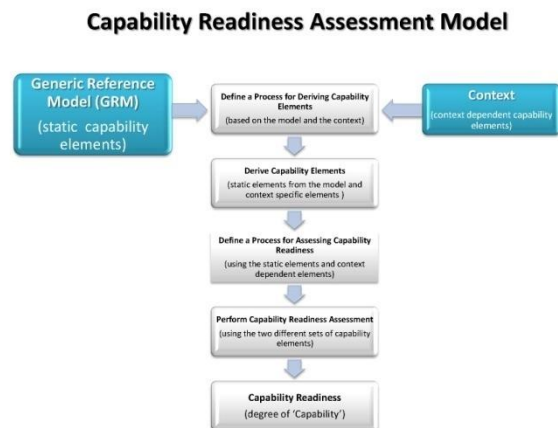 Capability Readiness Assessment Model
Generic Reference
Model (GRM)
(static capability
elements)
Define a Process for Deriving Capability
Elements
(based on the model and the context)
Context
(context dependent capability
elements)
Derive Capability Elements
(static elements from the model and
context specific elements )
Define a Process for Assessing Capability
Readiness
(using the static elements and context
dependent elements)
Perform Capability Readiness Assessment
(using the two different sets of capability
elements)
Capability Readiness
(degree of ‘Capability’)